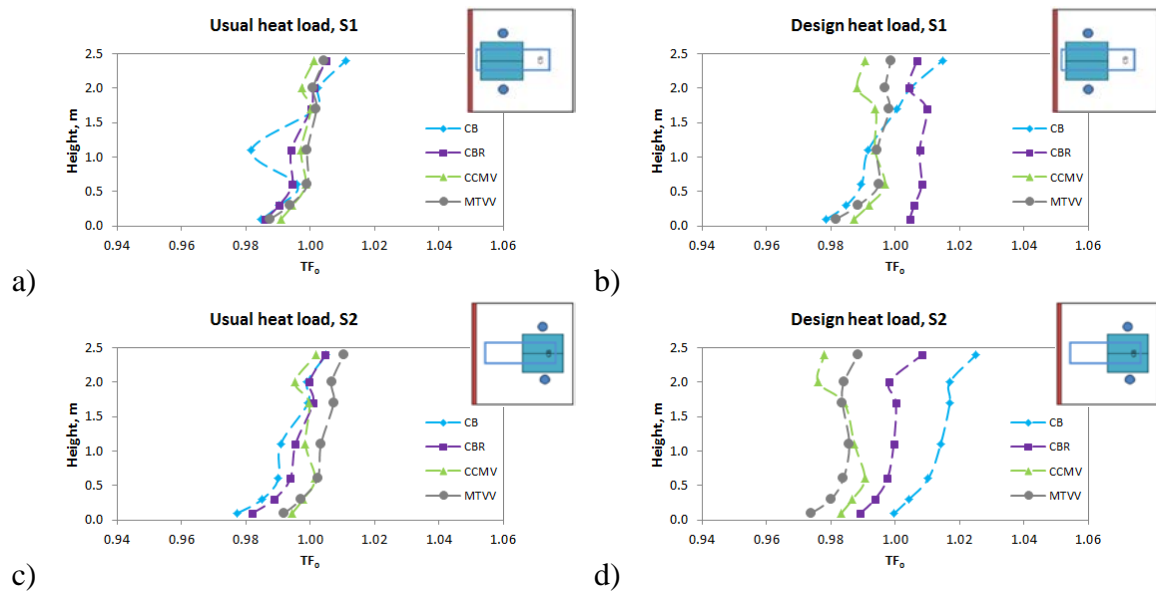 Usual heat load, S1
Height, m
2.5
2.0
1.5
1.0
0.5
0.0
0.94 0.96 0.98 1.00 1.02 1.04 1.06
TFₒ
CB
CBR
CCMV
MTVV
a)
Design heat load, S1
Height, m
2.5
2.0
1.5
1.0
0.5
0.0
0.94 0.96 0.98 1.00 1.02 1.04 1.06
TFₒ
CB
CBR
CCMV
MTVV
b)
Usual heat load, S2
Height, m
2.5
2.0
1.5
1.0
0.5
0.0
0.94 0.96 0.98 1.00 1.02 1.04 1.06
TFₒ
CB
CBR
CCMV
MTVV
c)
Design heat load, S2
Height, m
2.5
2.0
1.5
1.0
0.5
0.0
0.94 0.96 0.98 1.00 1.02 1.04 1.06
TFₒ
CB
CBR
CCMV
MTVV
d)